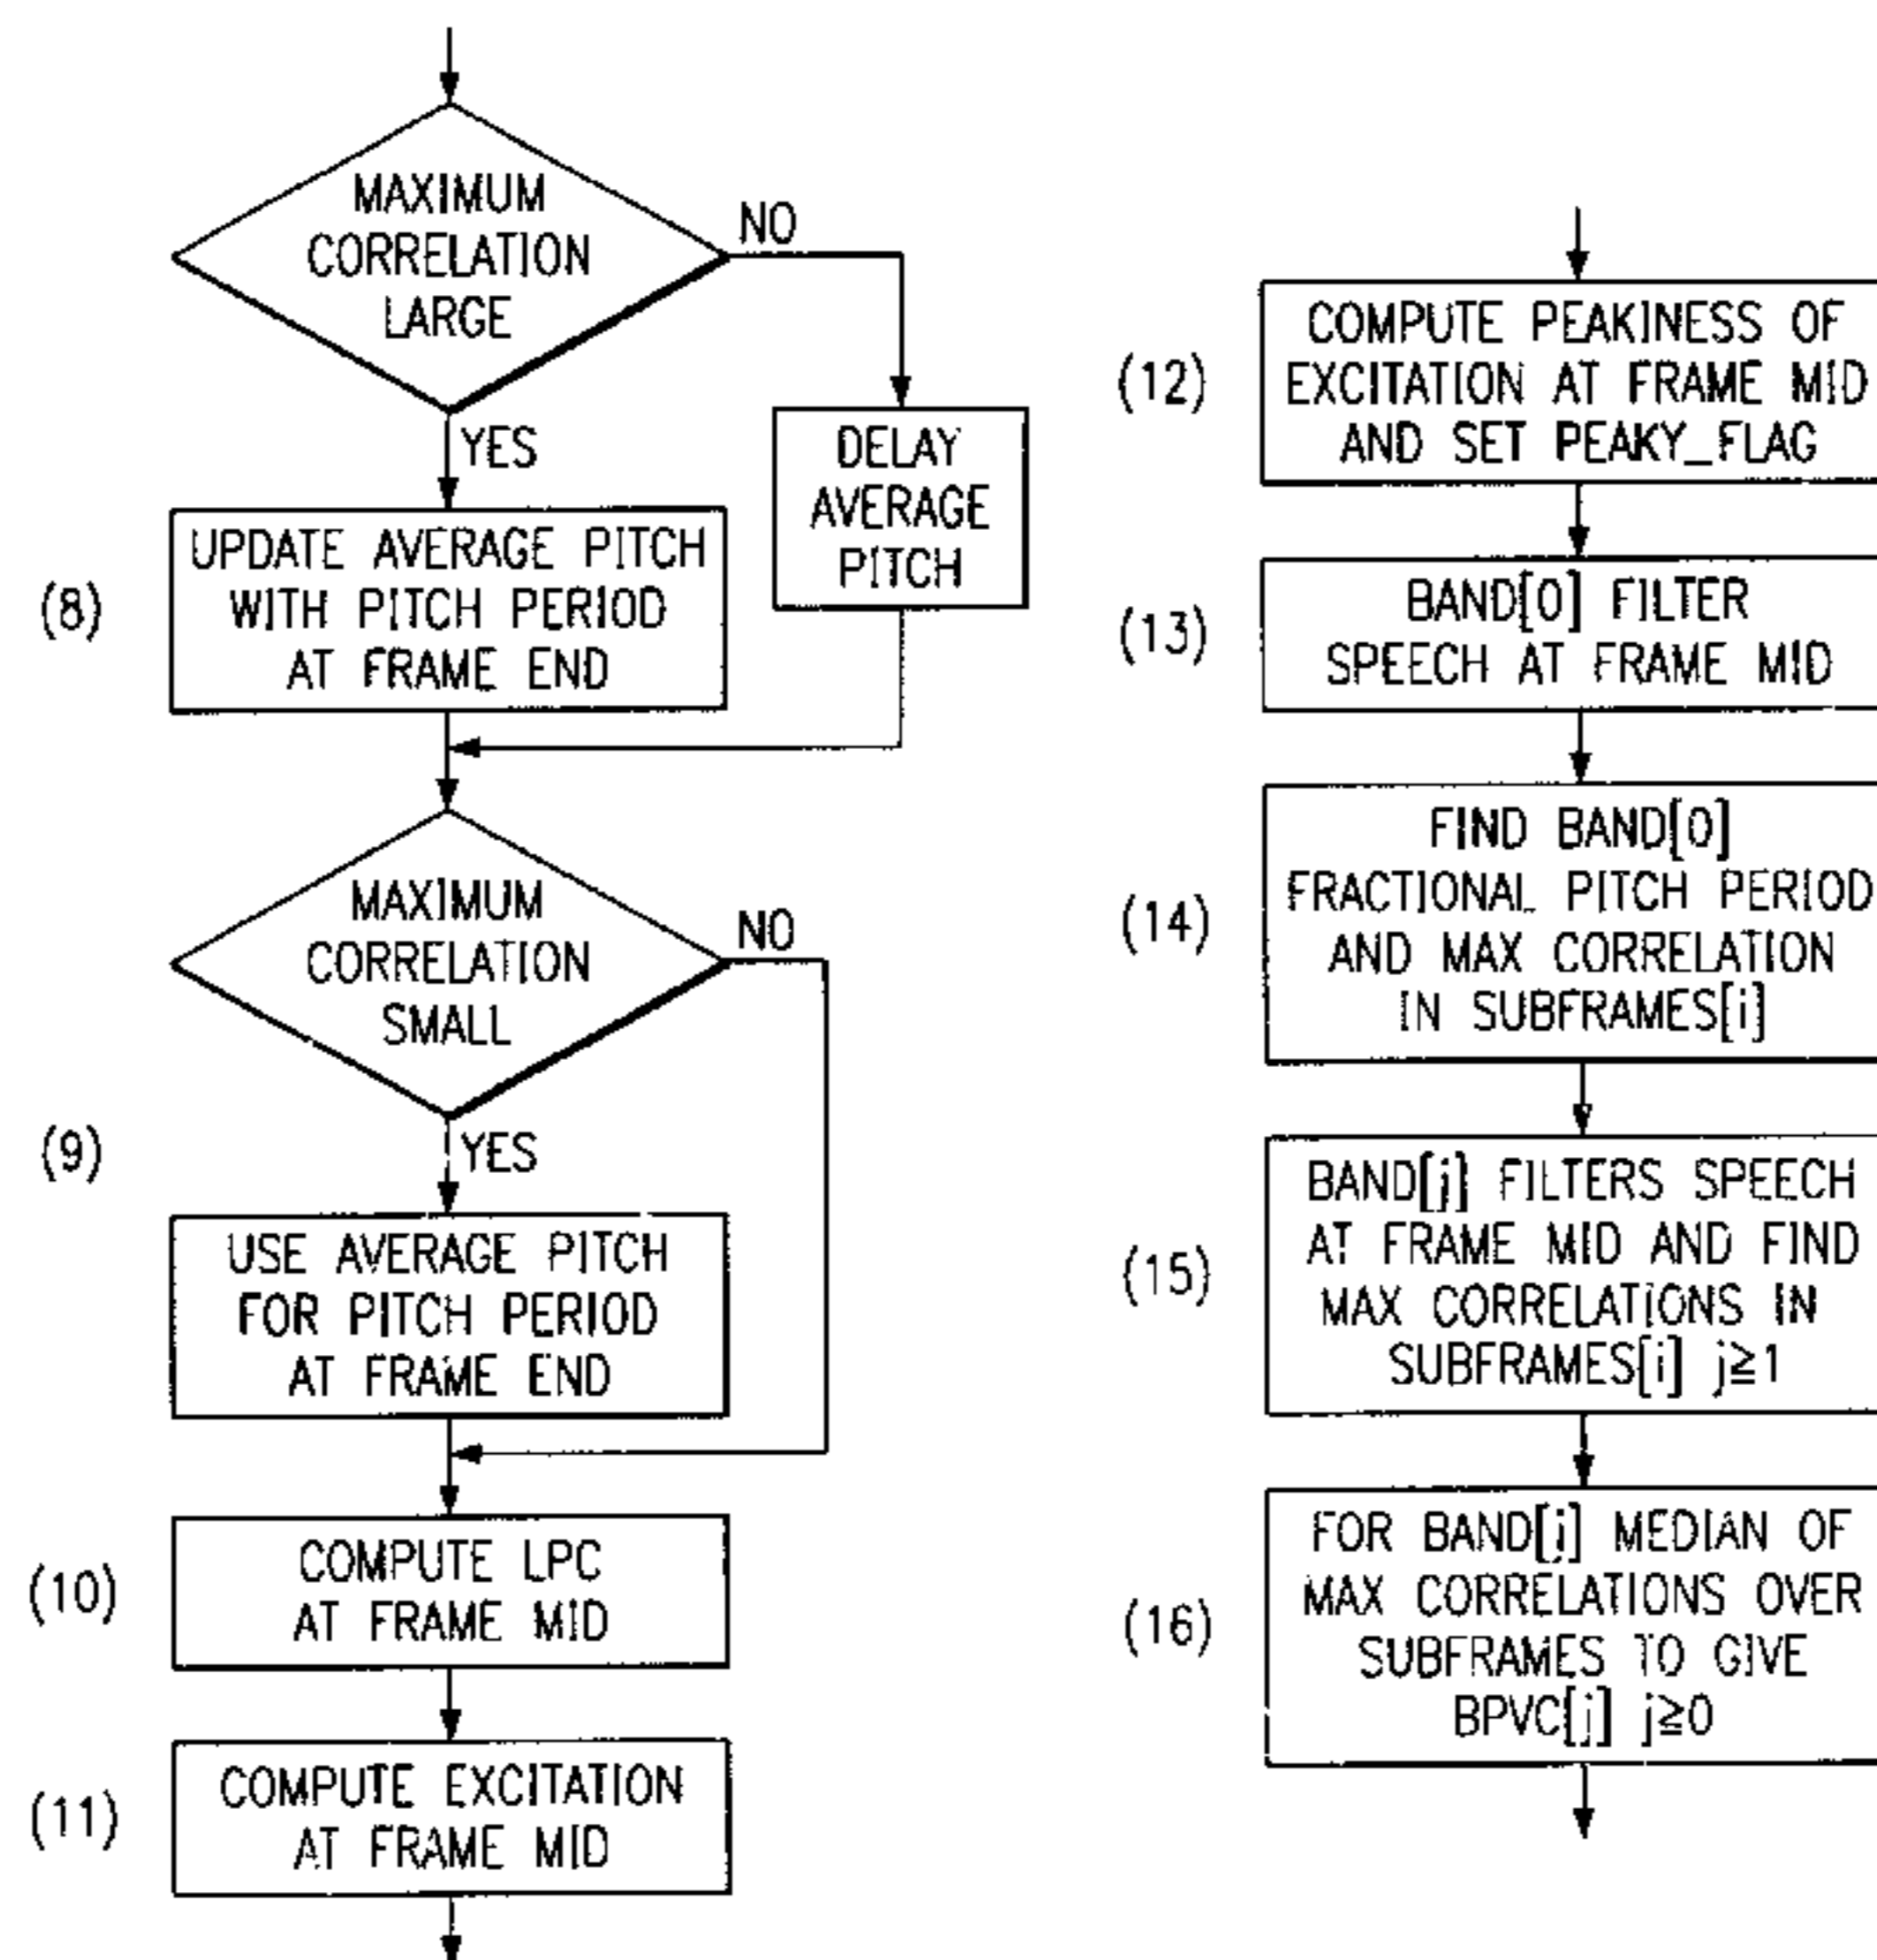 MAXIMUM
CORRELATION
LARGE
NO
YES
DELAY
AVERAGE
PITCH
(8)
UPDATE AVERAGE PITCH
WITH PITCH PERIOD
AT FRAME END
MAXIMUM
CORRELATION
SMALL
NO
(9)
YES
USE AVERAGE PITCH
FOR PITCH PERIOD
AT FRAME END
(10)
COMPUTE LPC
AT FRAME MID
(11)
COMPUTE EXCITATION
AT FRAME MID
(12)
COMPUTE PEAKINESS OF
EXCITATION AT FRAME MID
AND SET PEAKY_FLAG
(13)
BAND[0] FILTER
SPEECH AT FRAME MID
(14)
FIND BAND[0]
FRACTIONAL PITCH PERIOD
AND MAX CORRELATION
IN SUBFRAMES[i]
(15)
BAND[j] FILTERS SPEECH
AT FRAME MID AND FIND
MAX CORRELATIONS IN
SUBFRAMES[i] j≧1
(16)
FOR BAND[j] MEDIAN OF
MAX CORRELATIONS OVER
SUBFRAMES TO GIVE
BPVC[j] j≧0